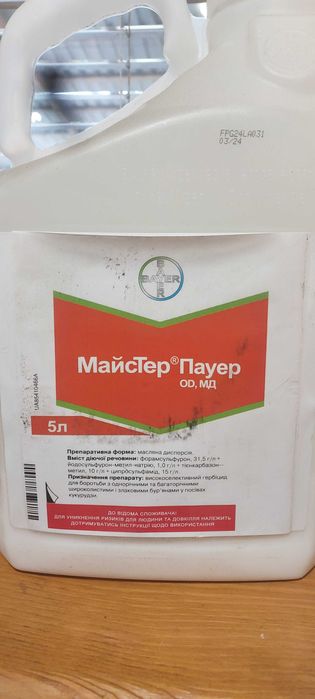 FPG24LA031
03/24
BAYER
BAYER
МайсТер® Пауер
OD, МД
UA86410486A
5л
Препаративна форма: масляна дисперсія.
Вміст діючої речовини: форамсульфурон, 31,5 г/л +
йодосульфурон-метил-натрію, 1,0 г/л + тієнкарбазон-
метил, 10 г/л + ципросульфамід, 15 г/л.
Призначення препарату: високоселективний гербіцид
для боротьби з однорічними та багаторічними
широколистими і злаковими бур'янами у посівах
кукурудзи.
ДО ВІДОМА СПОЖИВАЧА!
ДЛЯ УНИКНЕННЯ РИЗИКІВ ДЛЯ ЛЮДИНИ ТА ДОВКІЛЛЯ НАЛЕЖИТЬ
ДОТРИМУВАТИСЬ ІНСТРУКЦІЇ ЩОДО ВИКОРИСТАННЯ